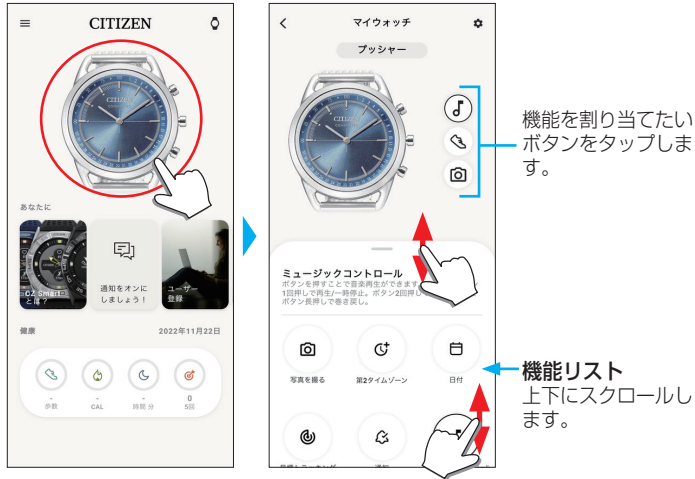 CITIZEN
CITIZEN
あなたに
CZ Smart
とは？
通知をオンに
しましょう！
ユーザー
登録
健康
2022年11月22日
-
歩数
-
CAL
-
時間 分
0
5回
マイウォッチ
プッシャー
CITIZEN
機能を割り当てたい
ボタンをタップしま
す。
ミュージックコントロール
ボタンを押すことで音楽再生ができます
1回押しで再生/一時停止。ボタン2回押し
ボタン長押しで巻き戻し。
写真を撮る
第2タイムゾーン
日付
機能リスト
上下にスクロールし
ます。